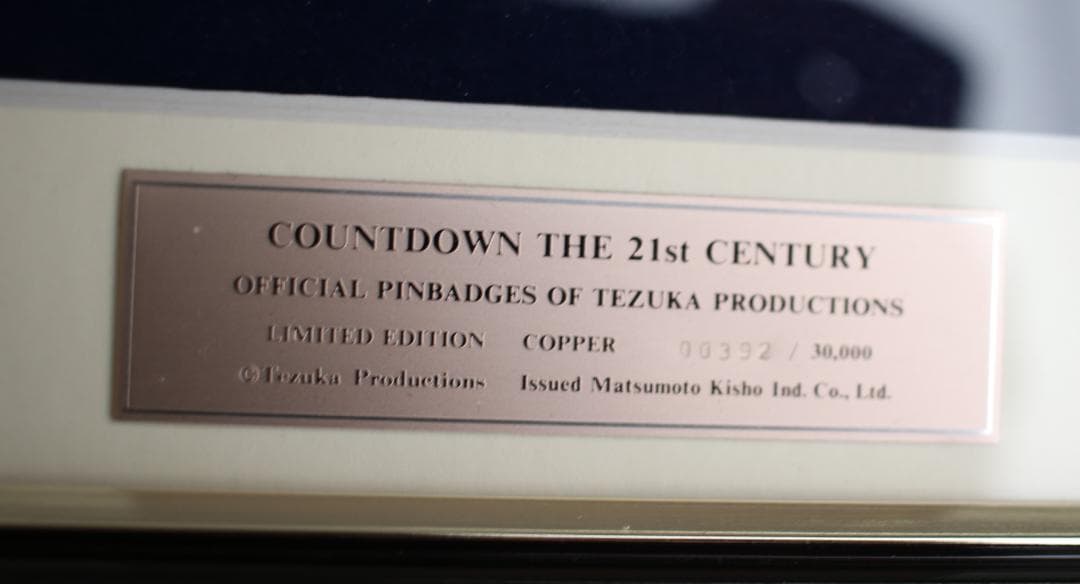 COUNTDOWN THE 21st CENTURY
OFFICIAL PINBADGES OF TEZUKA PRODUCTIONS
LIMITED EDITION COPPER 00392 / 30,000
©Tezuka Productions Issued Matsumoto Kisho Ind. Co., Ltd.